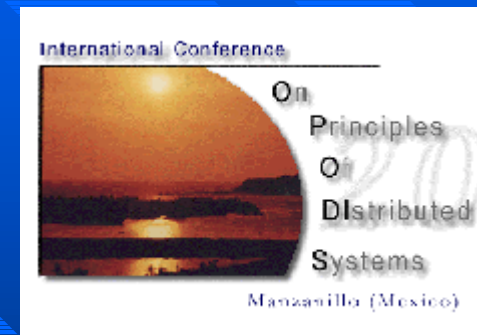 International Conference
On
Principles
Of
DIstributed
Systems
Manzanillo (Mexico)